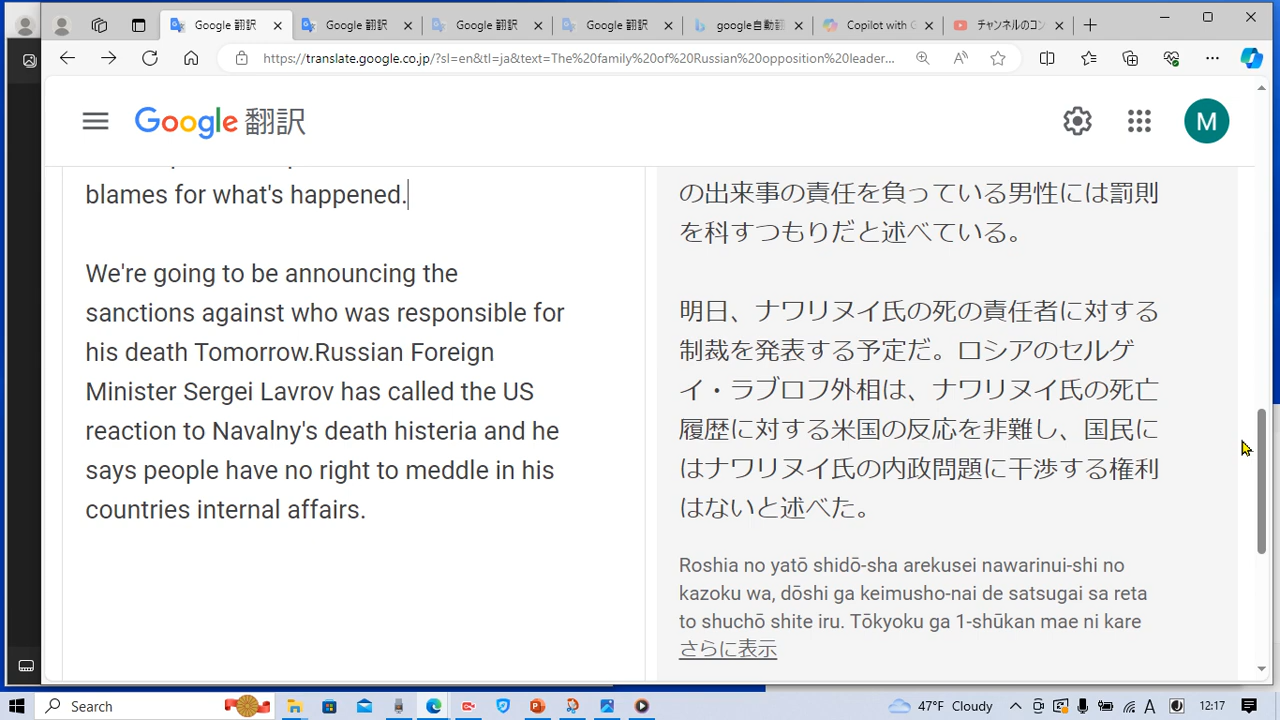 Google 翻訳
Google 翻訳
Google 翻訳
Google 翻訳
google自動翻
Copilot with G
チャンネルのコン
https://translate.google.co.jp/?sl=en&tl=ja&text=The%20family%20of%20Russian%20opposition%20leader...
Google 翻訳
M
blames for what's happened.
We're going to be announcing the
sanctions against who was responsible for
his death Tomorrow.Russian Foreign
Minister Sergei Lavrov has called the US
reaction to Navalny's death histeria and he
says people have no right to meddle in his
countries internal affairs.
の出来事の責任を負っている男性には罰則
を科すつもりだと述べている。
明日、ナワリヌイ氏の死の責任者に対する
制裁を発表する予定だ。ロシアのセルゲ
イ・ラブロフ外相は、ナワリヌイ氏の死亡
履歴に対する米国の反応を非難し、国民に
はナワリヌイ氏の内政問題に干渉する権利
はないと述べた。
Roshia no yatō shidō-sha arekusei nawarinui-shi no
kazoku wa, dōshi ga keimusho-nai de satsugai sa reta
to shuchō shite iru. Tōkyoku ga 1-shūkan mae ni kare
さらに表示
Search
47°F Cloudy
A
12:17